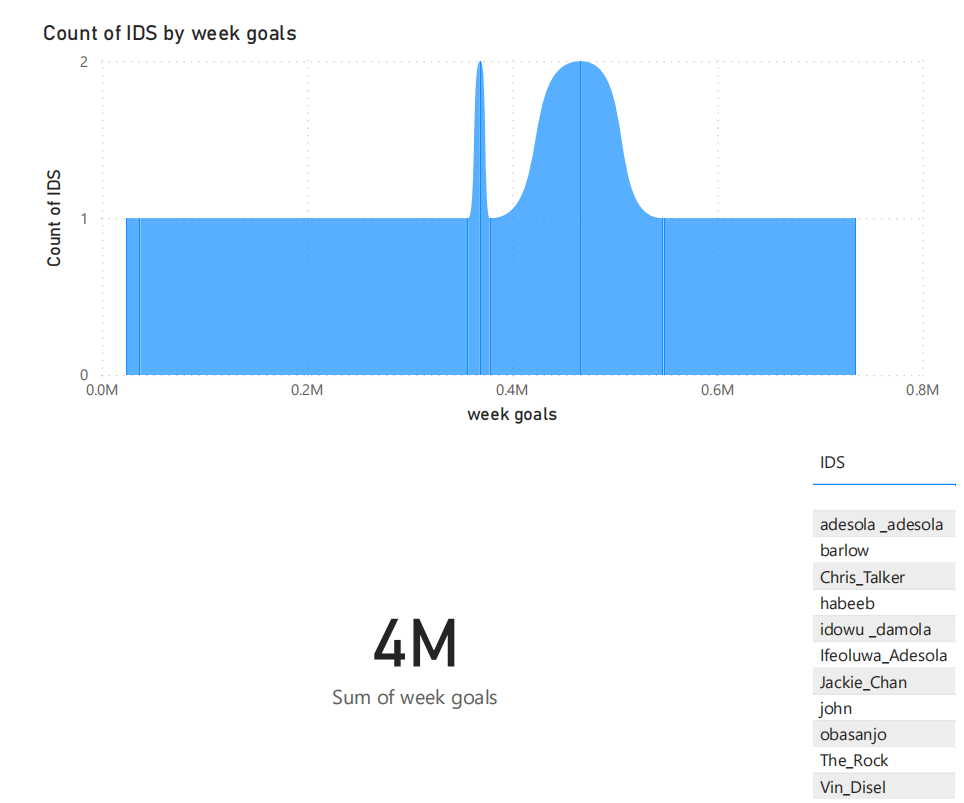 Count of IDS by week goals
2
1
0
Count of IDS
0.0M 0.2M 0.4M 0.6M 0.8M
week goals
4M
Sum of week goals
IDS
adesola _adesola
barlow
Chris_Talker
habeeb
idowu _damola
Ifeoluwa_Adesola
Jackie_Chan
john
obasanjo
The_Rock
Vin_Disel